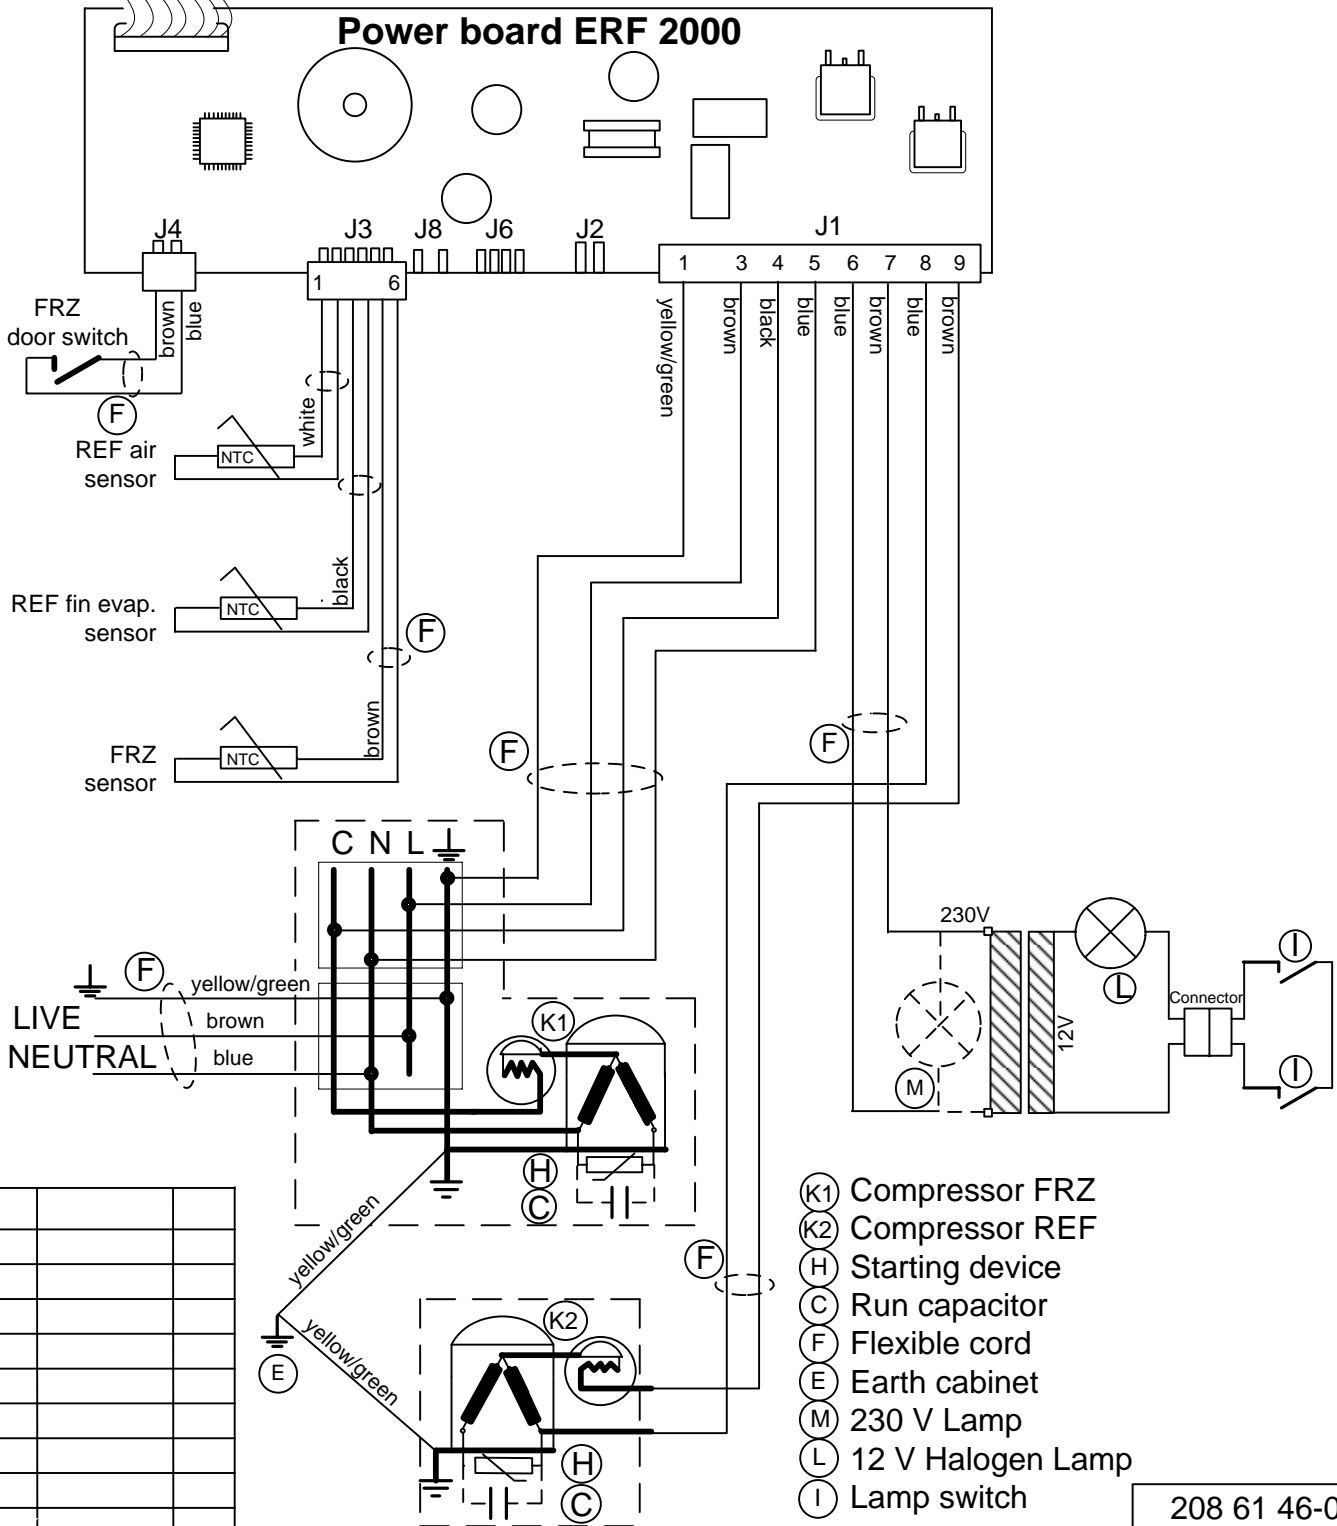 Power board ERF 2000
J4
J3
J8
J6
J2
J1
1
6
1
3
4
5
6
7
8
9
FRZ
door switch
brown
blue
F
yellow/green
brown
black
blue
blue
brown
blue
brown
REF air
sensor
NTC
white
REF fin evap.
sensor
NTC
black
F
FRZ
sensor
NTC
brown
F
F
C N L
F
LIVE
NEUTRAL
yellow/green
brown
blue
K1
H
C
230V
12V
M
L
Connector
I
I
yellow/green
yellow/green
E
F
K2
H
C
K1 Compressor FRZ
K2 Compressor REF
H Starting device
C Run capacitor
F Flexible cord
E Earth cabinet
M 230 V Lamp
L 12 V Halogen Lamp
I Lamp switch
208 61 46-0